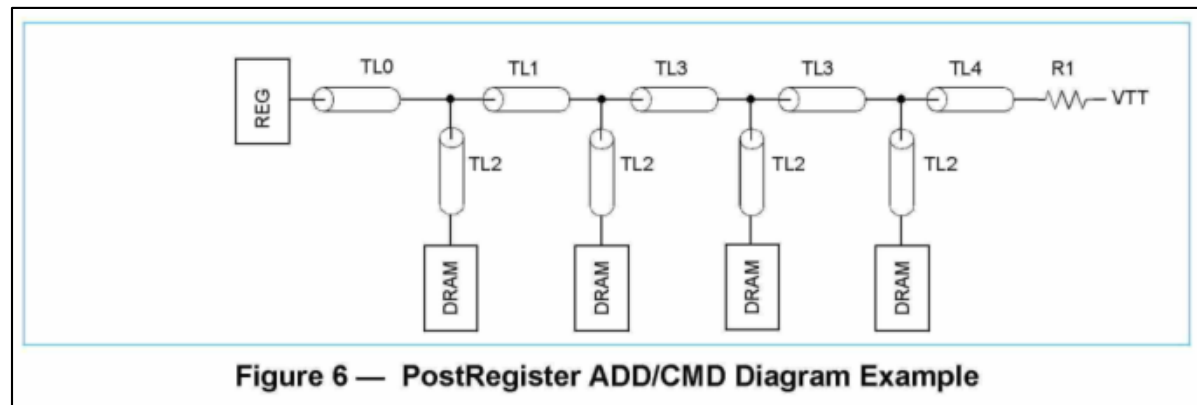 TL0 TL1 TL3 TL3 TL4 R1
REG VTT
TL2 TL2 TL2 TL2
DRAM DRAM DRAM DRAM
Figure 6 — PostRegister ADD/CMD Diagram Example